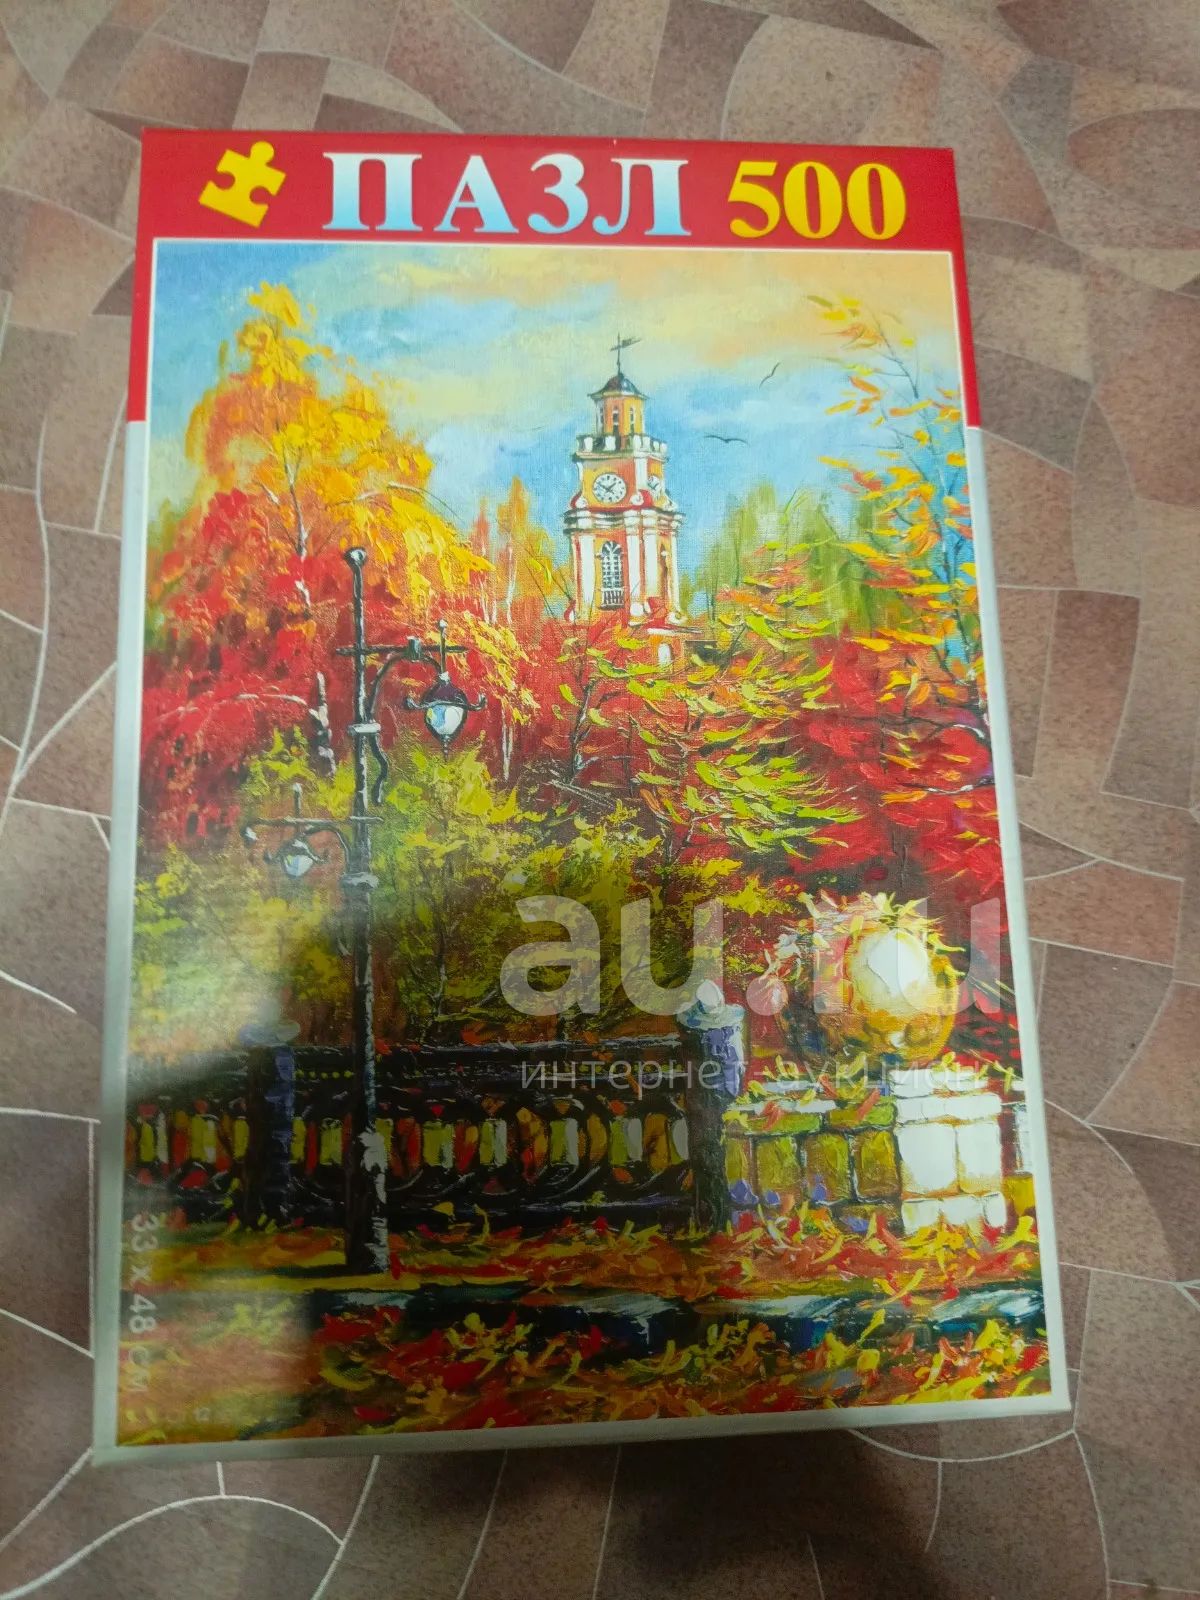 ПАЗЛ 500
au.ru
интернет-аукцион
33 x 48 см